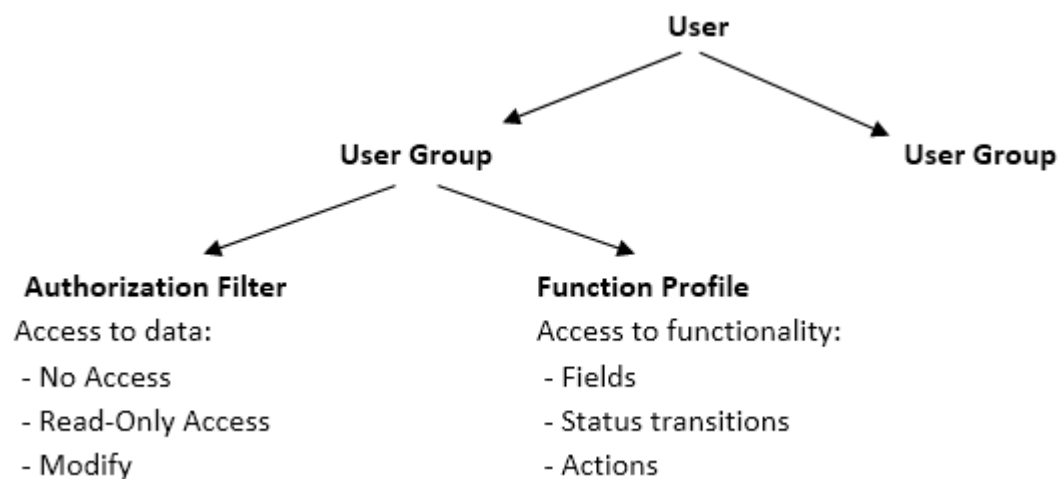 User
User Group
User Group
Authorization Filter
Access to data:
- No Access
- Read-Only Access
- Modify
Function Profile
Access to functionality:
- Fields
- Status transitions
- Actions